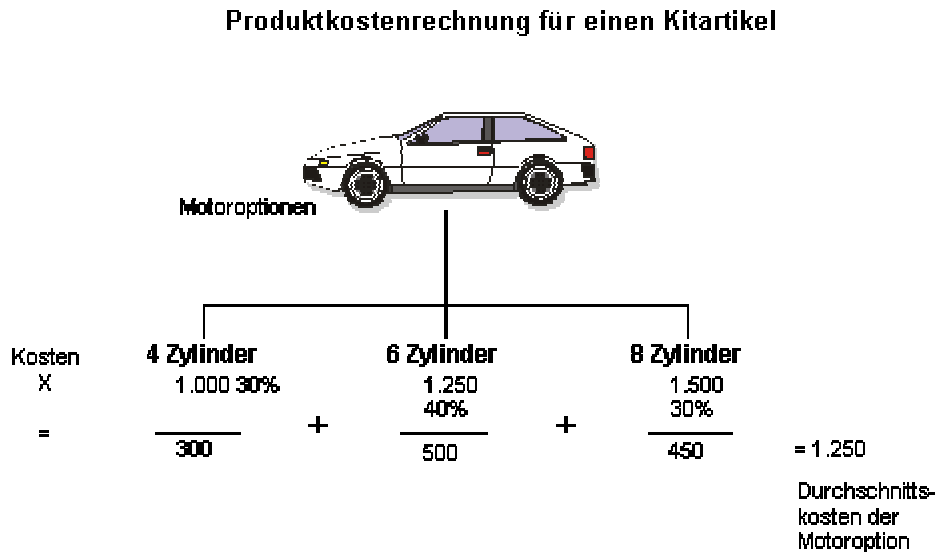 Produktkostenrechnung für einen Kitartikel
Motoroptionen
Kosten 4 Zylinder 6 Zylinder 8 Zylinder
X 1.000 30% 1.250 1.500
40% 30%
= + +
300 500 450 = 1.250
Durchschnitts-
kosten der
Motoroption